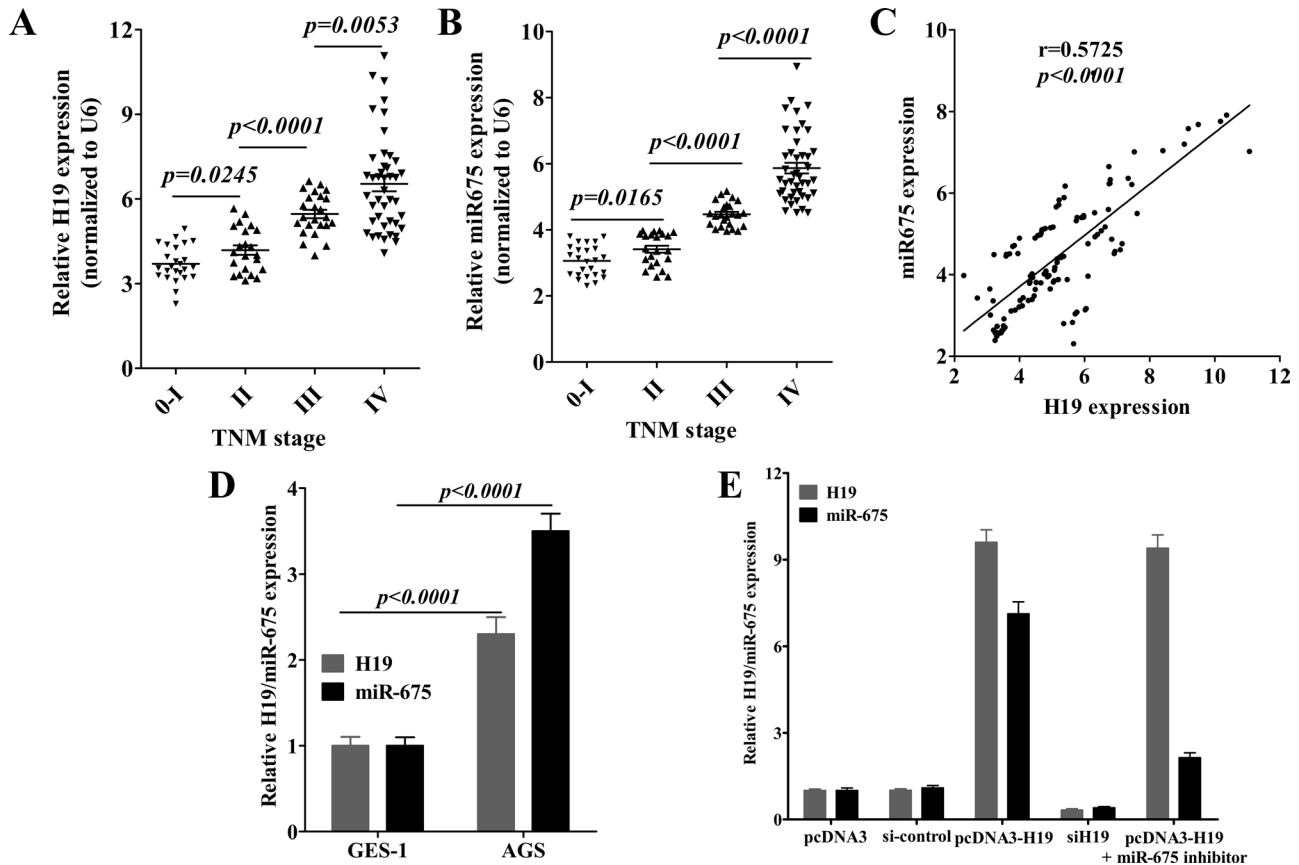 A
Relative H19 expression
(normalized to U6)
12
9
6
3
0
p=0.0053
p<0.0001
p=0.0245
0-I
II
III
IV
TNM stage
B
Relative miR675 expression
(normalized to U6)
10
8
6
4
2
0
p<0.0001
p<0.0001
p=0.0165
0-I
II
III
IV
TNM stage
C
miR675 expression
10
8
6
4
2
r=0.5725
p<0.0001
2
4
6
8
10
12
H19 expression
D
Relative H19/miR-675 expression
4
3
2
1
0
p<0.0001
p<0.0001
H19
miR-675
GES-1
AGS
E
Relative H19/miR-675 expression
12
9
6
3
0
H19
miR-675
pcDNA3
si-control
pcDNA3-H19
siH19
pcDNA3-H19
+ miR-675 inhibitor